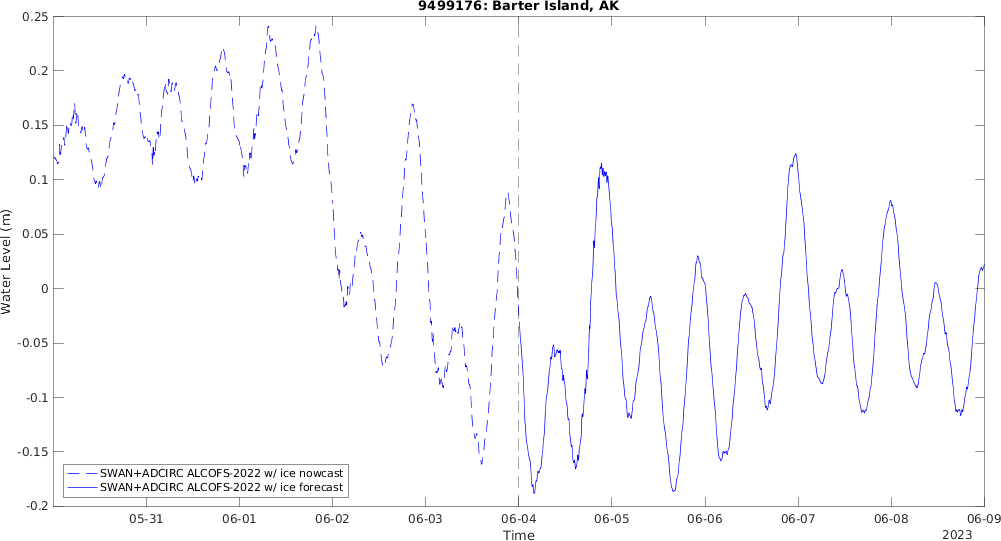 9499176: Barter Island, AK
0.25
0.2
0.15
0.1
0.05
0
-0.05
-0.1
-0.15
-0.2
Water Level (m)
SWAN+ADCIRC ALCOFS-2022 w/ ice nowcast
SWAN+ADCIRC ALCOFS-2022 w/ ice forecast
05-31 06-01 06-02 06-03 06-04 06-05 06-06 06-07 06-08 06-09
Time
2023